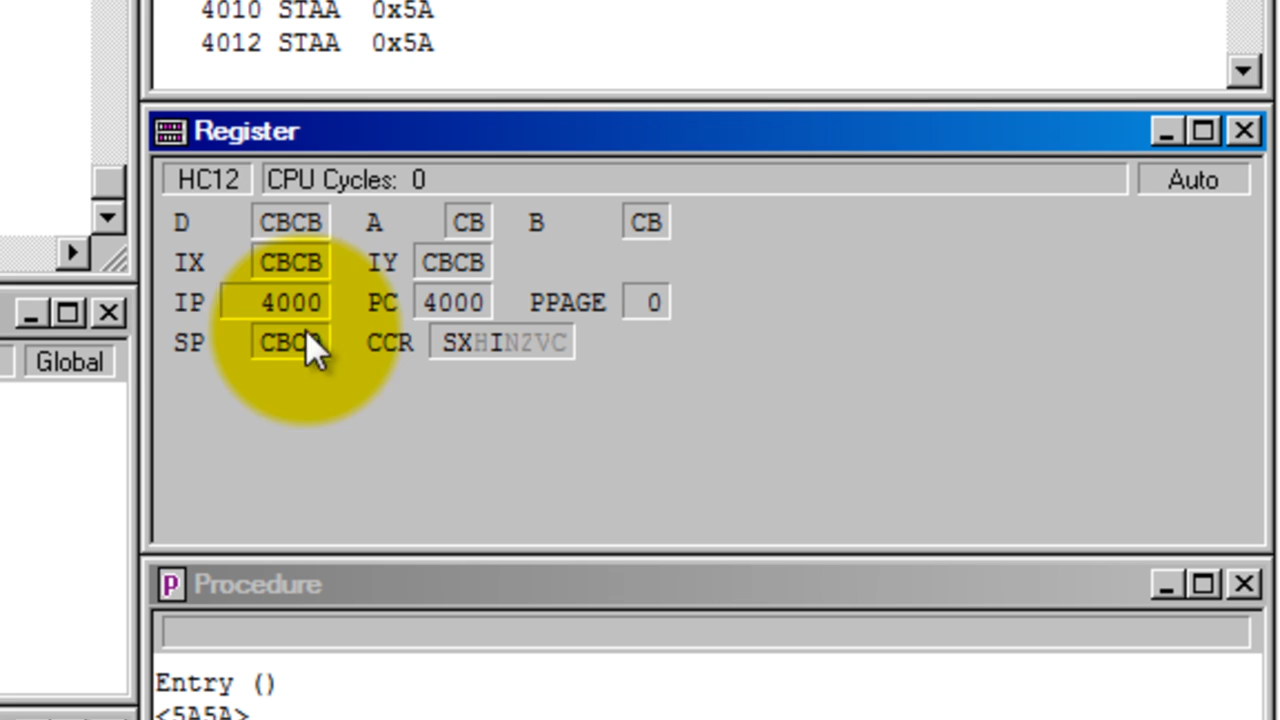 4010 STAA 0x5A
4012 STAA 0x5A
Register
HC12 CPU Cycles: 0 Auto
D CBCB A CB B CB
IX CBCB IY CBCB
IP 4000 PC 4000 PPAGE 0
SP CCR SXHINZVC
Global
Procedure
Entry ()
<5A5A>